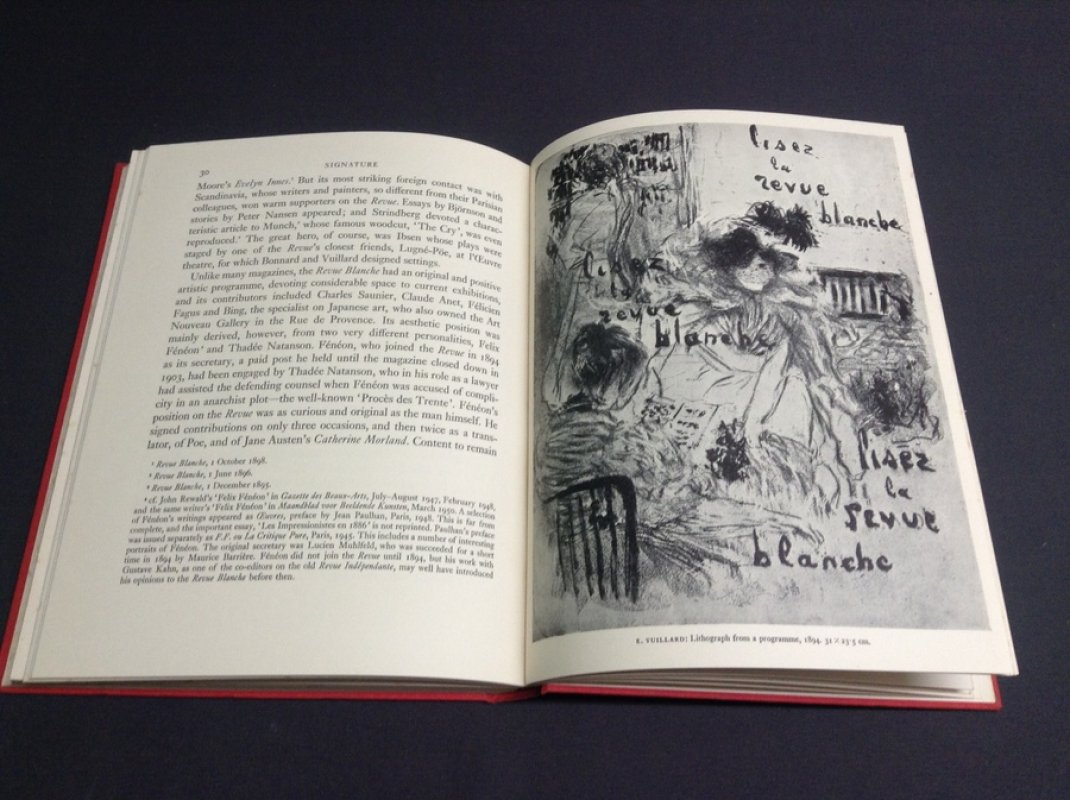 30
SIGNATURE
Moore's Evelyn Innes.¹ But its most striking foreign contact was with
Scandinavia, whose writers and painters, so different from their Parisian
colleagues, won warm supporters on the Revue. Essays by Björnson and
stories by Peter Nansen appeared; and Strindberg devoted a charac-
teristic article to Munch,² whose famous woodcut, 'The Cry', was even
reproduced.³ The great hero, of course, was Ibsen whose plays were
staged by one of the Revue's closest friends, Lugné-Pöe, at l'Œuvre
theatre, for which Bonnard and Vuillard designed settings.
Unlike many magazines, the Revue Blanche had an original and positive
artistic programme, devoting considerable space to current exhibitions,
and its contributors included Charles Saunier, Claude Anet, Félicien
Fagus and Bing, the specialist on Japanese art, who also owned the Art
Nouveau Gallery in the Rue de Provence. Its aesthetic position was
mainly derived, however, from two very different personalities, Felix
Fénéon⁴ and Thadée Natanson. Fénéon, who joined the Revue in 1894
as its secretary, a paid post he held until the magazine closed down in
1903, had been engaged by Thadée Natanson, who in his role as a lawyer
had assisted the defending counsel when Fénéon was accused of compli-
city in an anarchist plot—the well-known 'Procès des Trente'. Fénéon's
position on the Revue was as curious and original as the man himself. He
signed contributions on only three occasions, and then twice as a trans-
lator, of Poe, and of Jane Austen's Catherine Morland. Content to remain
¹ Revue Blanche, 1 October 1898.
² Revue Blanche, 1 June 1896.
³ Revue Blanche, 1 December 1895.
⁴ cf. John Rewald's 'Felix Fénéon' in Gazette des Beaux-Arts, July–August 1947, February 1948,
and the same writer's 'Felix Fénéon' in Maandblad voor Beeldende Kunsten, March 1950. A selection
of Fénéon's writings appeared as Œuvres, preface by Jean Paulhan, Paris, 1948. This is far from
complete, and the important essay, 'Les Impressionistes en 1886' is not reprinted. Paulhan's preface
was issued separately as F.F. ou La Critique Pure, Paris, 1945. This includes a number of interesting
portraits of Fénéon. The original secretary was Lucien Muhlfeld, who was succeeded for a short
time in 1894 by Maurice Barrière. Fénéon did not join the Revue until 1894, but his work with
Gustave Kahn, as one of the co-editors on the old Revue Indépendante, may well have introduced
his opinions to the Revue Blanche before then.
lisez
la
revue
blanche
lisez
la
revue
blanche
lisez
la
revue
blanche
E. VUILLARD: Lithograph from a programme, 1894. 31 × 23·5 cm.